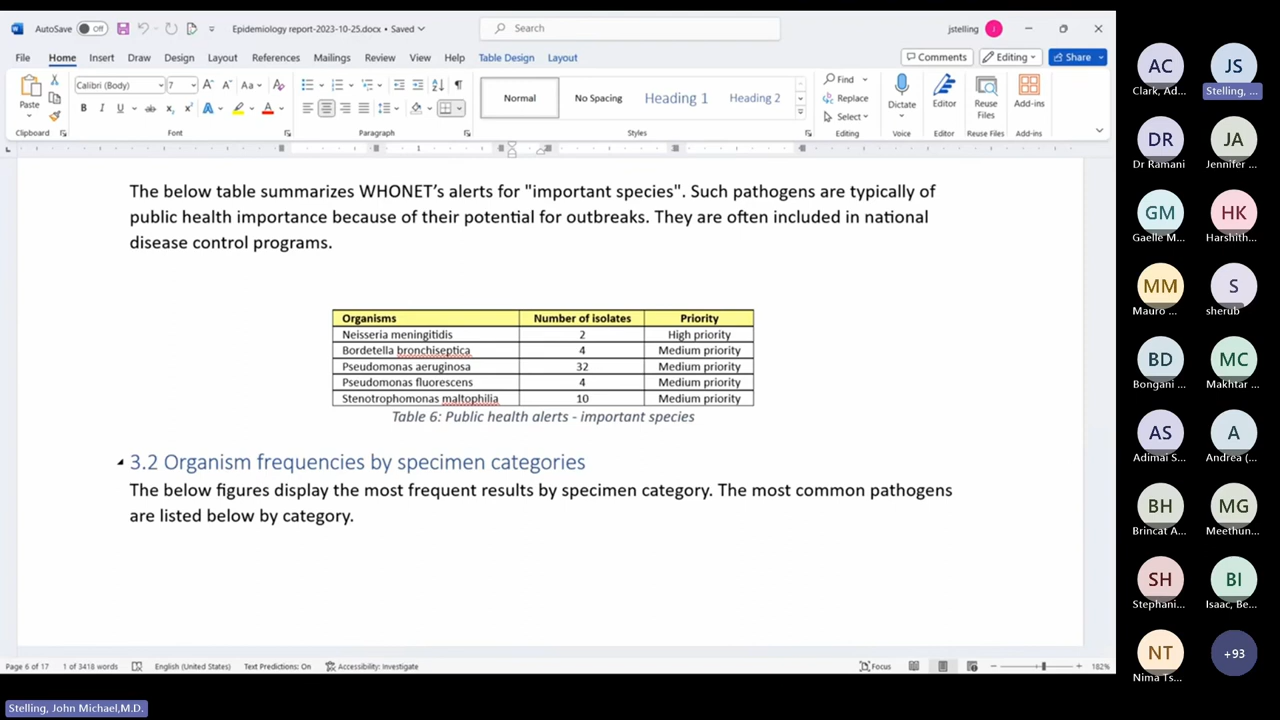 AutoSave Off Epidemiology report-2023-10-25.docx • Saved Search jstelling J
File Home Insert Draw Design Layout References Mailings Review View Help Table Design Layout Comments Editing Share
Paste Calibri (Body) 7 Find Replace Select
Normal No Spacing Heading 1 Heading 2 Dictate Editor Reuse Files Add-ins
Clipboard Font Paragraph Styles Editing Voice Editor Reuse Files Add-ins
The below table summarizes WHONET’s alerts for "important species". Such pathogens are typically of
public health importance because of their potential for outbreaks. They are often included in national
disease control programs.
Organisms Number of isolates Priority
Neisseria meningitidis 2 High priority
Bordetella bronchiseptica 4 Medium priority
Pseudomonas aeruginosa 32 Medium priority
Pseudomonas fluorescens 4 Medium priority
Stenotrophomonas maltophilia 10 Medium priority
Table 6: Public health alerts - important species
3.2 Organism frequencies by specimen categories
The below figures display the most frequent results by specimen category. The most common pathogens
are listed below by category.
Page 6 of 17 1 of 3418 words English (United States) Text Predictions: On Accessibility: Investigate Focus 182%
Stelling, John Michael,M.D.
AC JS
Clark, Ad... Stelling, ...
DR JA
Dr Ramani Jennifer ...
GM HK
Gaelle M... Harshith...
MM S
Mauro ... sherub
BD MC
Bongani ... Makhtar ...
AS A
Adimai S... Andrea (...
BH MG
Brincat A... Meethun...
SH BI
Stephani... Isaac, Be...
NT +93
Nima Ts...